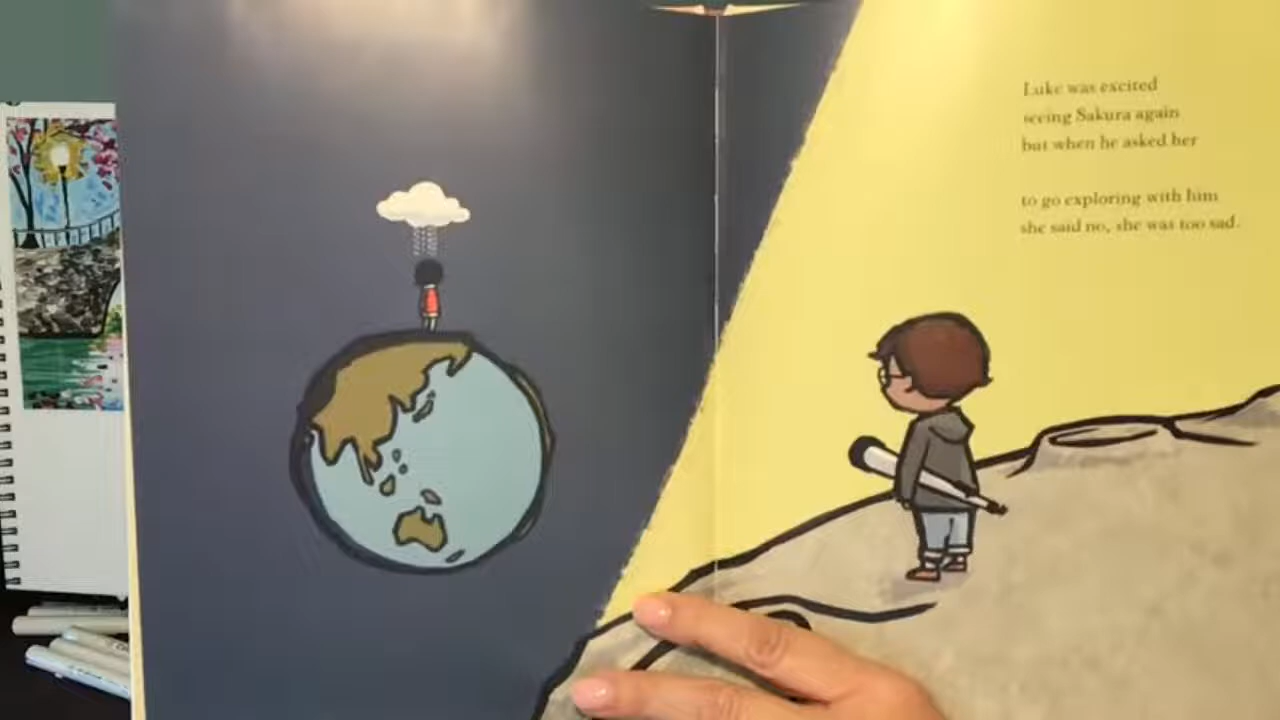 Luke was excited
seeing Sakura again
but when he asked her
to go exploring with him
she said no, she was too sad.